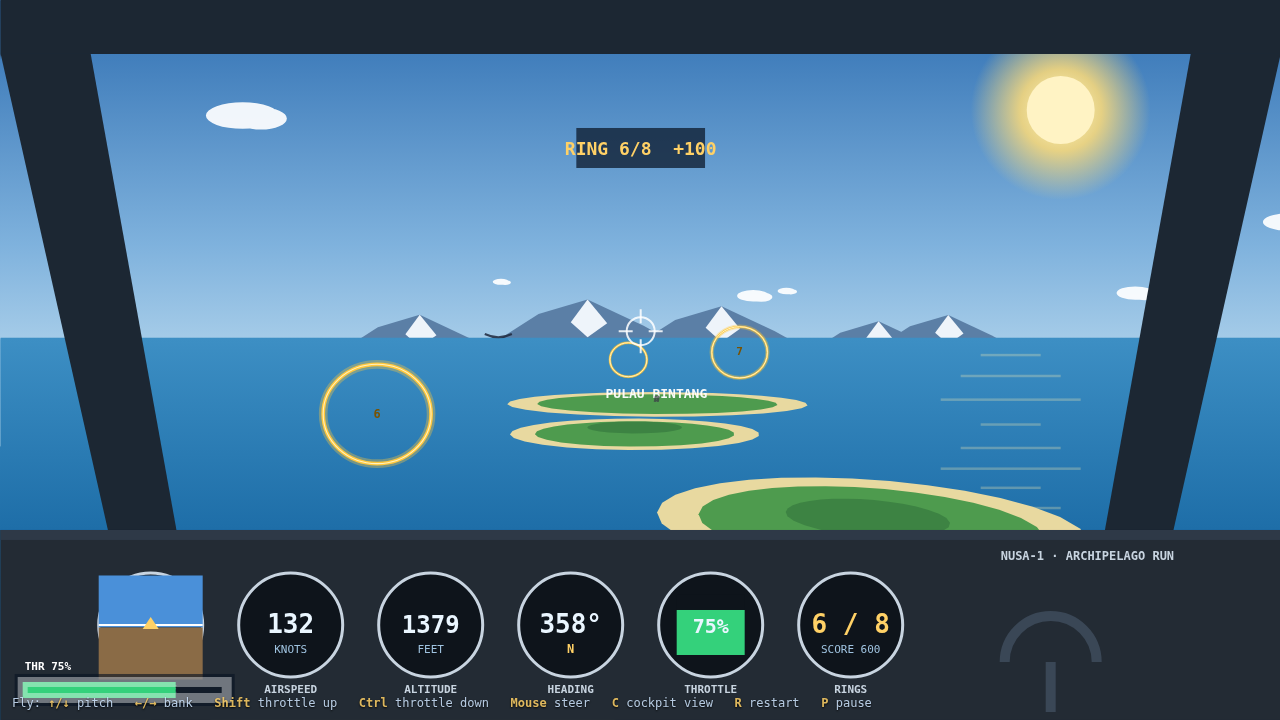 RING 6/8  +100
7
6
PULAU PINTANG
NUSA-1 · ARCHIPELAGO RUN
132
KNOTS
1379
FEET
358°
N
75%
6 / 8
SCORE 600
THR 75%
AIRSPEED
ALTITUDE
HEADING
THROTTLE
RINGS
Fly: ↑/↓ pitch  ←/→ bank  Shift throttle up  Ctrl throttle down  Mouse steer  C cockpit view  R restart  P pause